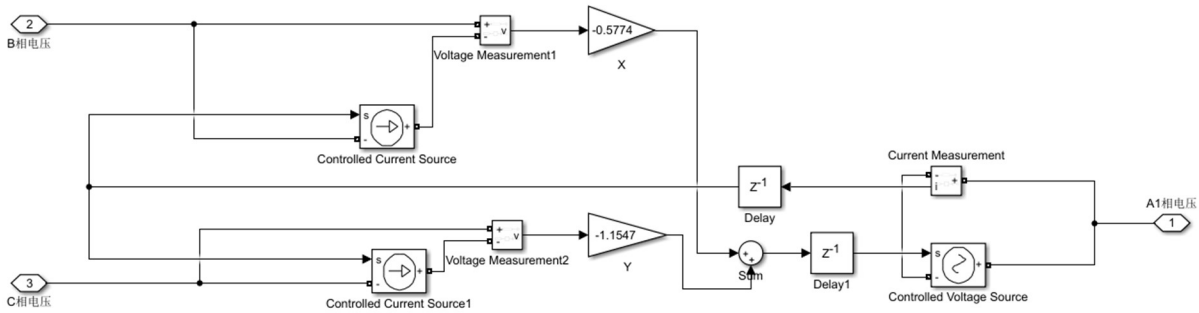 2
B相电压
+
-
v
Voltage Measurement1
-0.5774
X
s
-
+
Controlled Current Source
Z-1
Delay
Current Measurement
-
i
+
A1相电压
1
+
-
v
Voltage Measurement2
-1.1547
Y
+
+
Sum
Z-1
Delay1
s
-
+
Controlled Voltage Source
3
C相电压
s
-
+
Controlled Current Source1